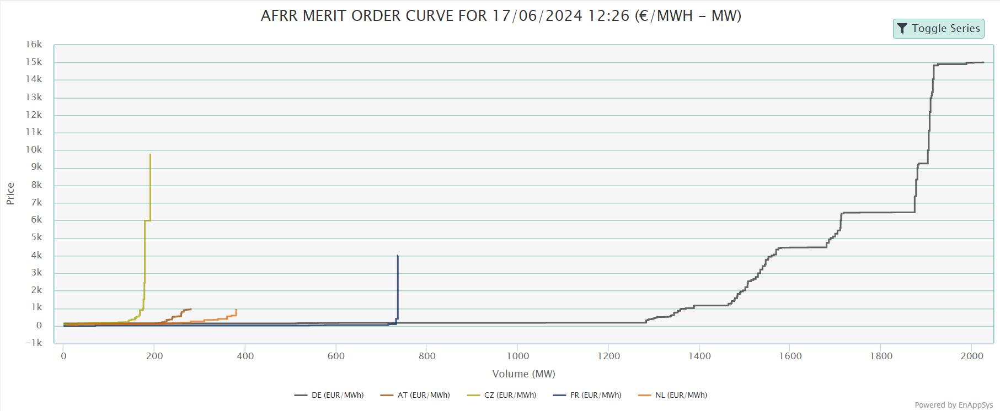 AFRR MERIT ORDER CURVE FOR 17/06/2024 12:26 (€/MWH – MW)
Toggle Series
16k
15k
14k
13k
12k
11k
10k
9k
8k
7k
6k
5k
4k
3k
2k
1k
0
−1k
Price
0 200 400 600 800 1000 1200 1400 1600 1800 2000
Volume (MW)
DE (EUR/MWh) AT (EUR/MWh) CZ (EUR/MWh) FR (EUR/MWh) NL (EUR/MWh)
Powered by EnAppSys